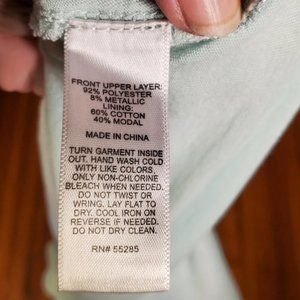 FRONT UPPER LAYER:
92% POLYESTER
8% METALLIC
LINING:
60% COTTON
40% MODAL
MADE IN CHINA
TURN GARMENT INSIDE
OUT. HAND WASH COLD
WITH LIKE COLORS
ONLY NON-CHLORINE
BLEACH WHEN NEEDED.
DO NOT TWIST OR
WRING. LAY FLAT TO
DRY. COOL IRON ON
REVERSE IF NEEDED.
DO NOT DRY CLEAN.
RN# 55285